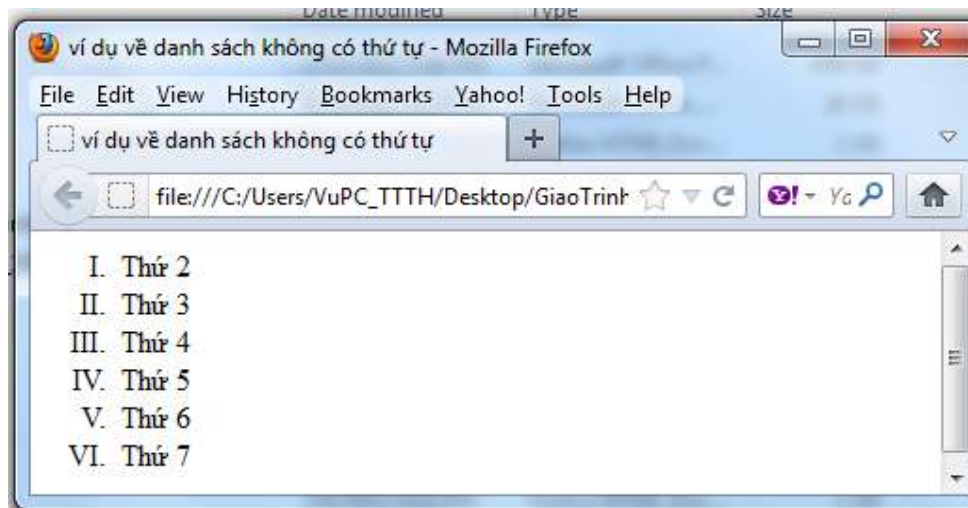 Date modified Type Size
ví dụ về danh sách không có thứ tự - Mozilla Firefox
File Edit View History Bookmarks Yahoo! Tools Help
ví dụ về danh sách không có thứ tự
file:///C:/Users/VuPC_TTTH/Desktop/GiaoTrinh
I. Thứ 2
II. Thứ 3
III. Thứ 4
IV. Thứ 5
V. Thứ 6
VI. Thứ 7